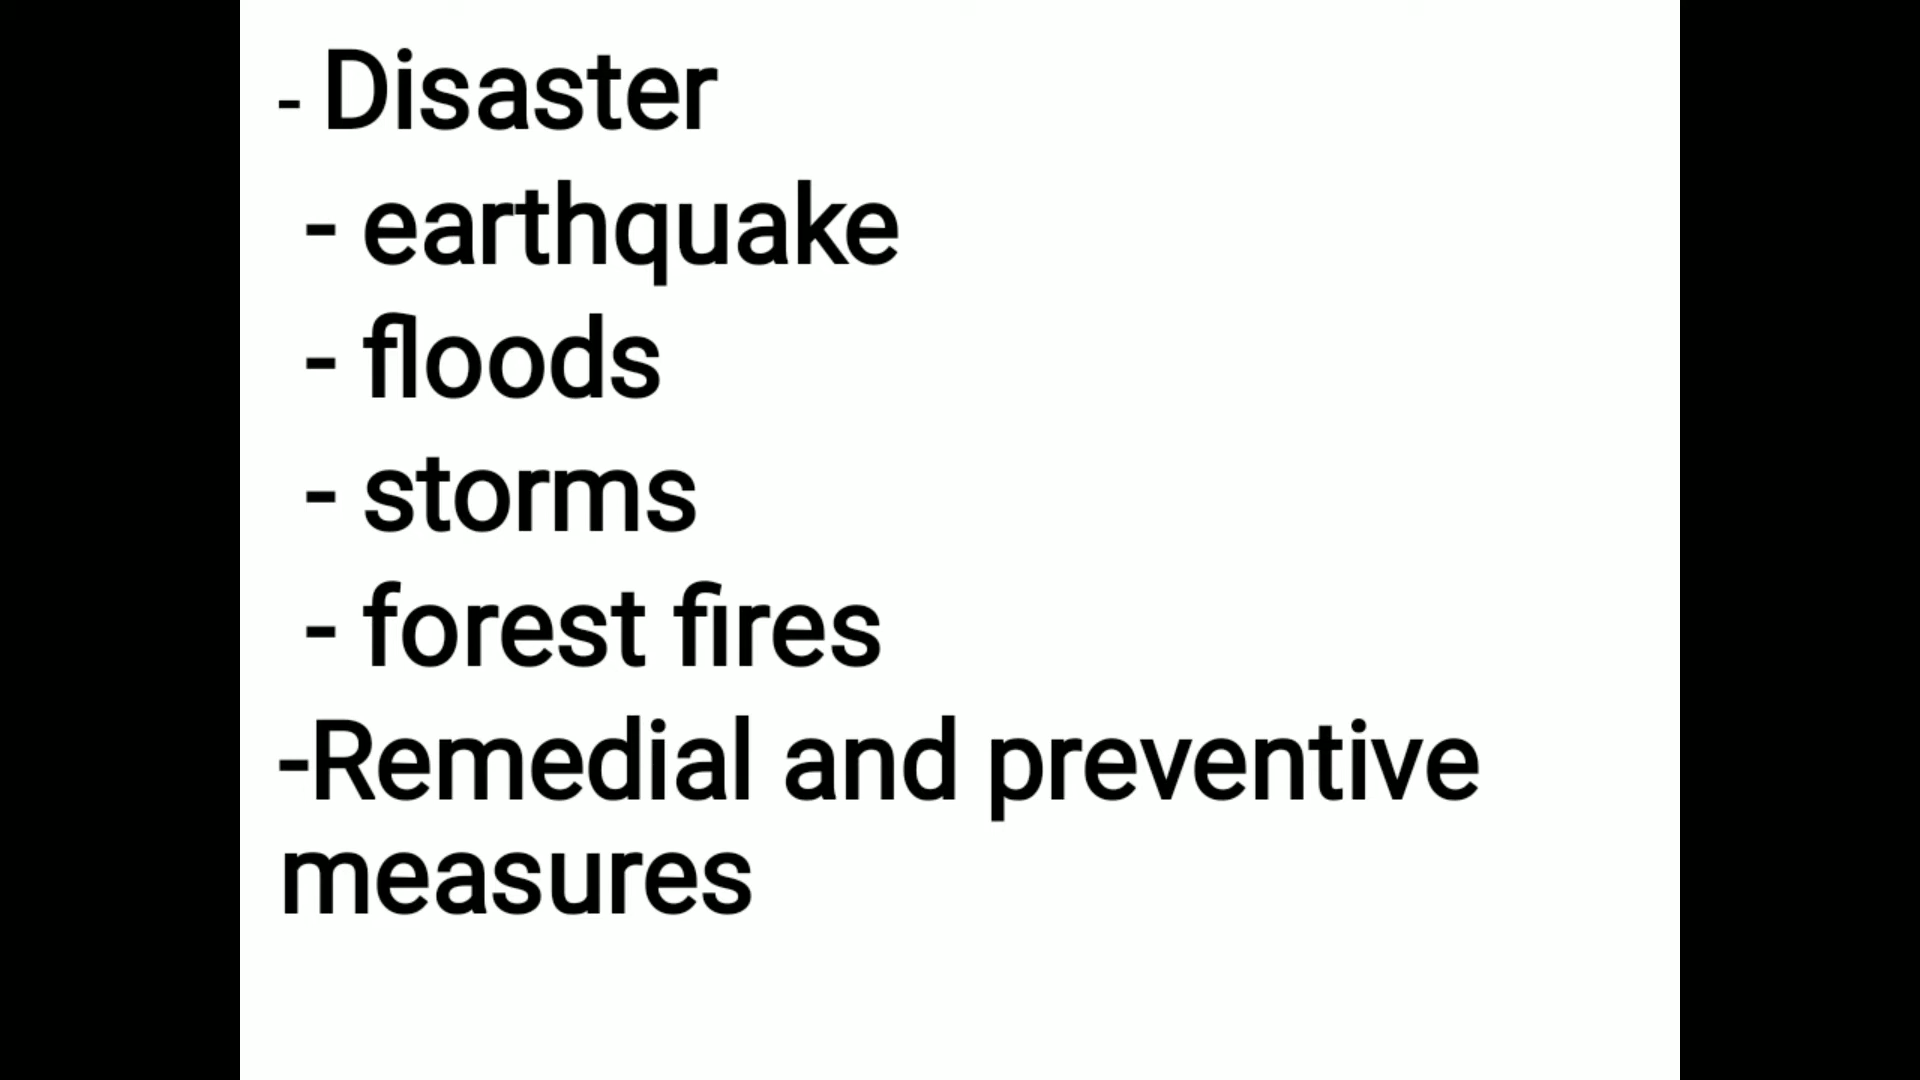 - Disaster
- earthquake
- floods
- storms
- forest fires
-Remedial and preventive
measures